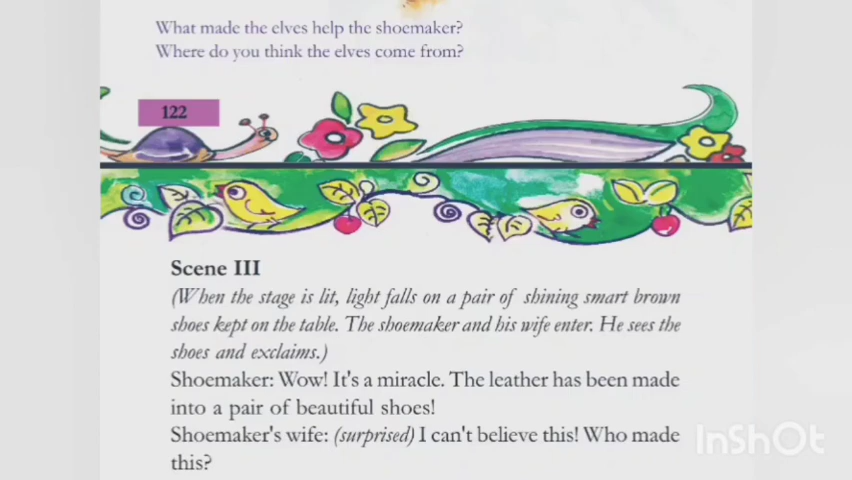 What made the elves help the shoemaker?
Where do you think the elves come from?
122
Scene III
(When the stage is lit, light falls on a pair of shining smart brown
shoes kept on the table. The shoemaker and his wife enter. He sees the
shoes and exclaims.)
Shoemaker: Wow! It's a miracle. The leather has been made
into a pair of beautiful shoes!
Shoemaker's wife: (surprised) I can't believe this! Who made
this?
InShOt